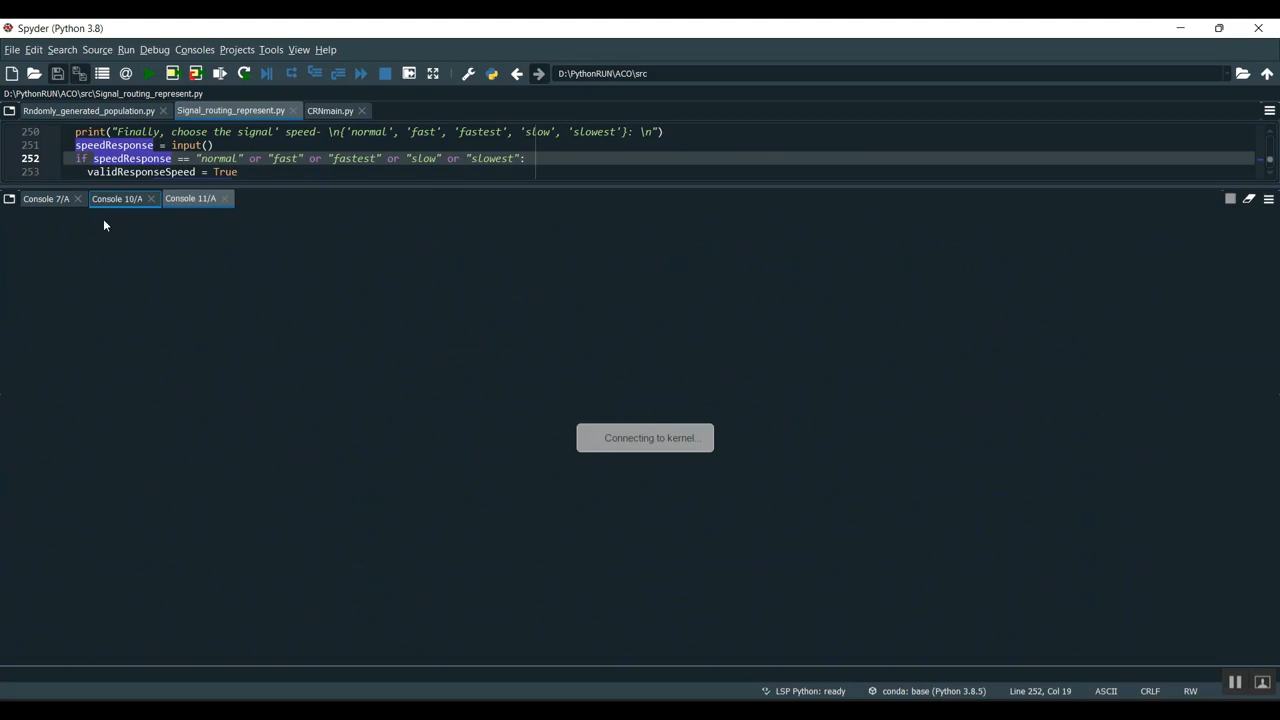 Spyder (Python 3.8)
File Edit Search Source Run Debug Consoles Projects Tools View Help
D:\PythonRUN\ACO\src
D:\PythonRUN\ACO\src\Signal_routing_represent.py
Rndomly_generated_population.py Signal_routing_represent.py CRNmain.py
250 print("Finally, choose the signal' speed- \n{'normal', 'fast', 'fastest', 'slow', 'slowest'}: \n")
251 speedResponse = input()
252 if speedResponse == "normal" or "fast" or "fastest" or "slow" or "slowest":
253 validResponseSpeed = True
Console 7/A Console 10/A Console 11/A
Connecting to kernel...
LSP Python: ready conda: base (Python 3.8.5) Line 252, Col 19 ASCII CRLF RW